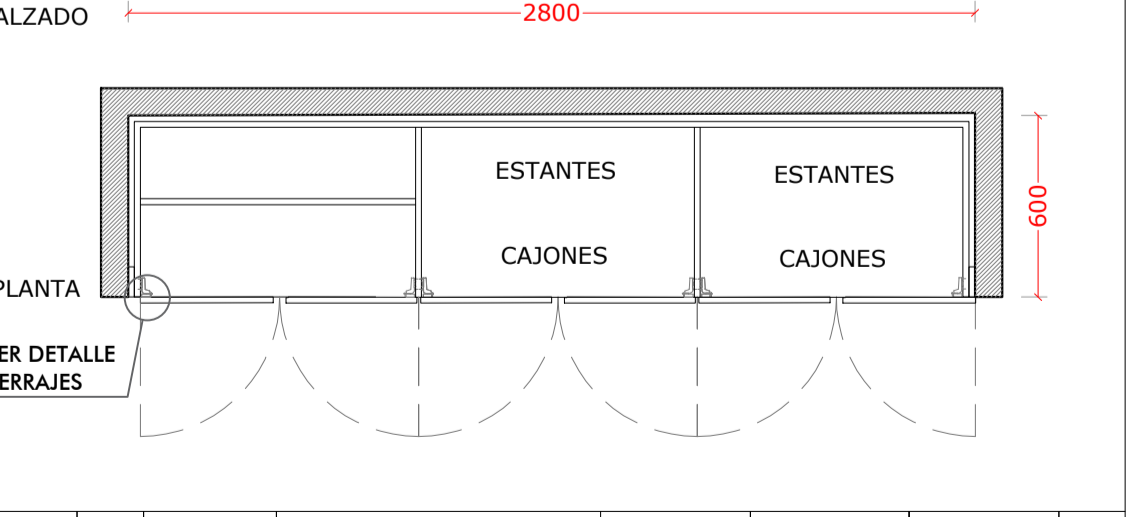 ALZADO
2800
ESTANTES
ESTANTES
CAJONES
CAJONES
600
PLANTA
ER DETALLE
ERRAJES